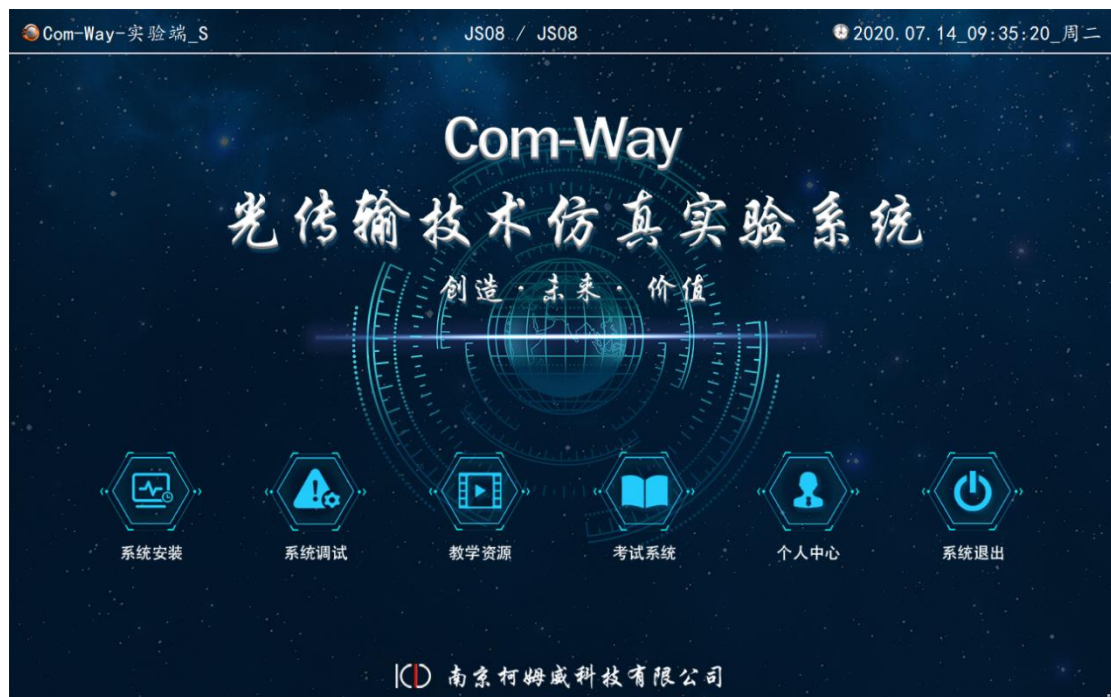 Com-Way-实验端_S JS08 / JS08 2020.07.14_09:35:20_周二
Com-Way
光传输技术仿真实验系统
创造·未来·价值
系统安装 系统调试 教学资源 考试系统 个人中心 系统退出
南京柯姆威科技有限公司